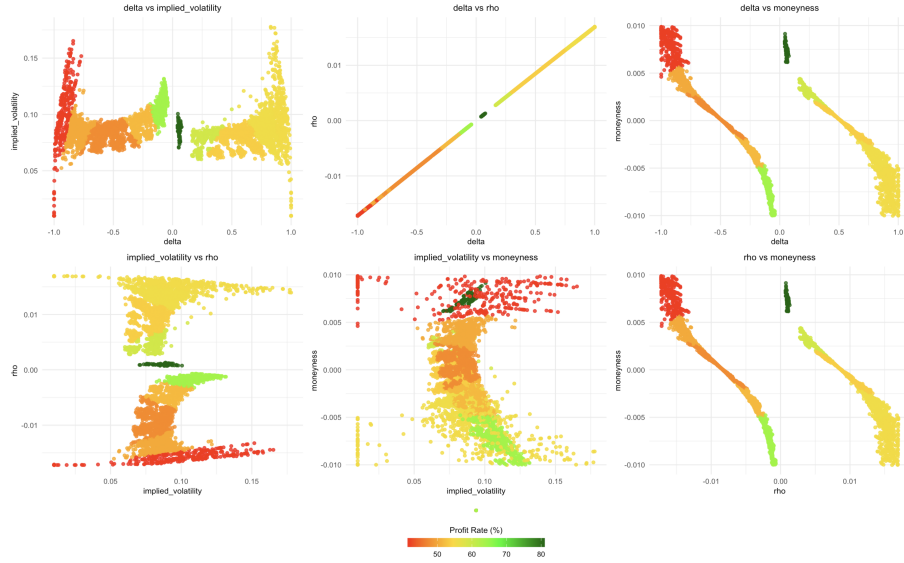 delta vs implied_volatility
delta vs rho
delta vs moneyness
implied_volatility
0.15
0.10
0.05
-1.0 -0.5 0.0 0.5 1.0
delta
rho
0.01
0.00
-0.01
-1.0 -0.5 0.0 0.5 1.0
delta
moneyness
0.010
0.005
0.000
-0.005
-0.010
-1.0 -0.5 0.0 0.5 1.0
delta
implied_volatility vs rho
implied_volatility vs moneyness
rho vs moneyness
rho
0.01
0.00
-0.01
0.05 0.10 0.15
implied_volatility
moneyness
0.010
0.005
0.000
-0.005
-0.010
0.05 0.10 0.15
implied_volatility
moneyness
0.010
0.005
0.000
-0.005
-0.010
-0.01 0.00 0.01
rho
Profit Rate (%)
50 60 70 80